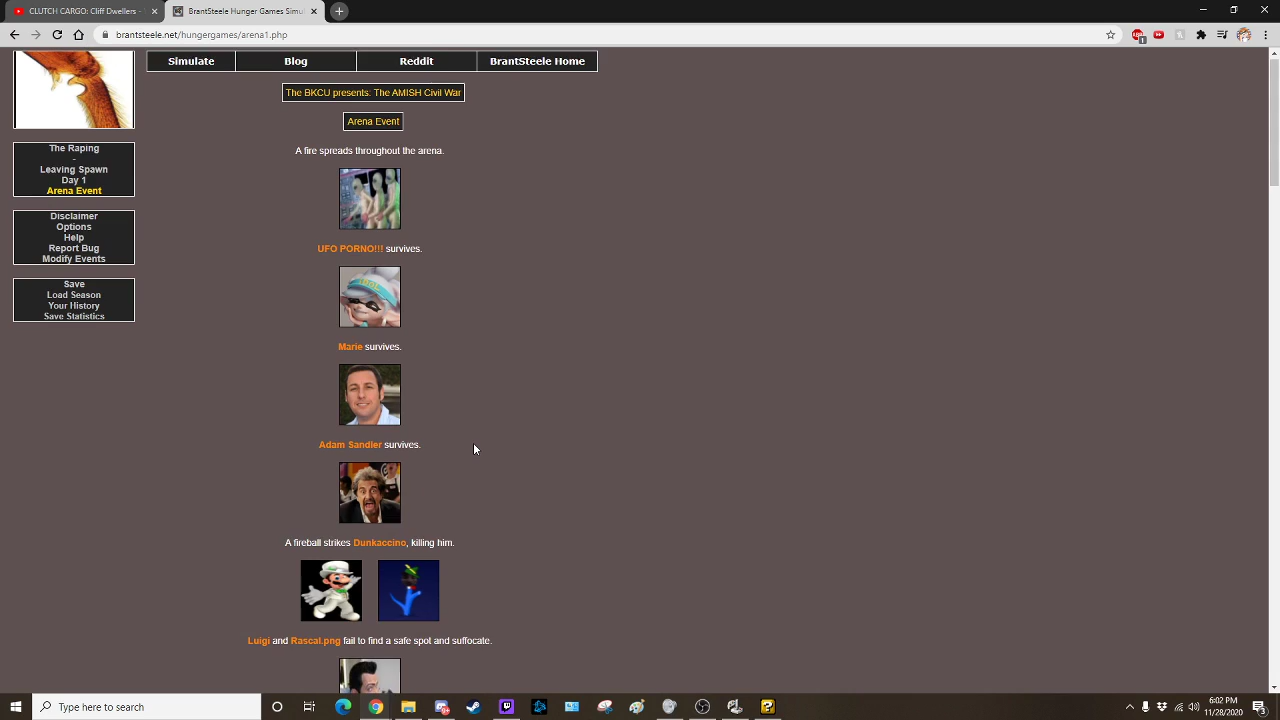 CLUTCH CARGO: Cliff Dwellers -
BrantSteele Hunger Games Simu
brantsteele.net/hungergames/arena1.php
1
Simulate Blog Reddit BrantSteele Home
The BKCU presents: The AMISH Civil War
Arena Event
The Raping
-
Leaving Spawn
Day 1
Arena Event
Disclaimer
Options
Help
Report Bug
Modify Events
Save
Load Season
Your History
Save Statistics
A fire spreads throughout the arena.
UFO PORNO!!! survives.
Marie survives.
Adam Sandler survives.
A fireball strikes Dunkaccino, killing him.
Luigi and Rascal.png fail to find a safe spot and suffocate.
Type here to search
6:02 PM
11/28/2020